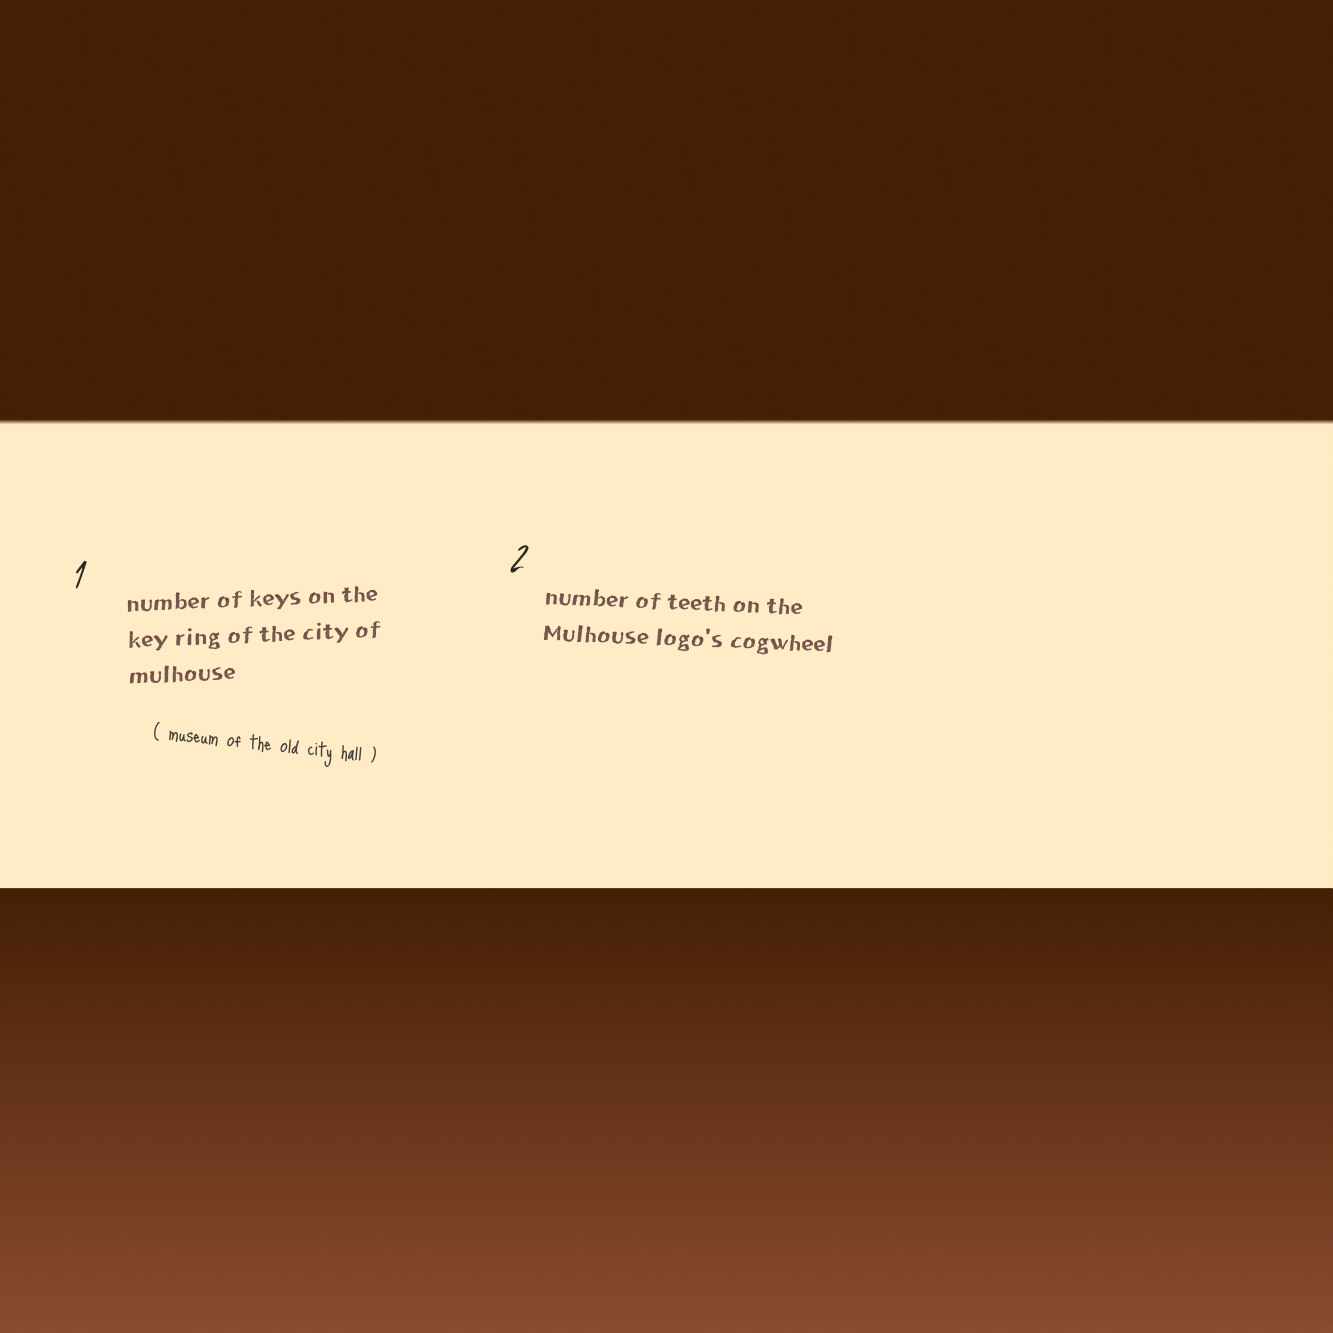 1
number of keys on the
key ring of the city of
mulhouse
( museum of the old city hall )
2
number of teeth on the
Mulhouse logo's cogwheel